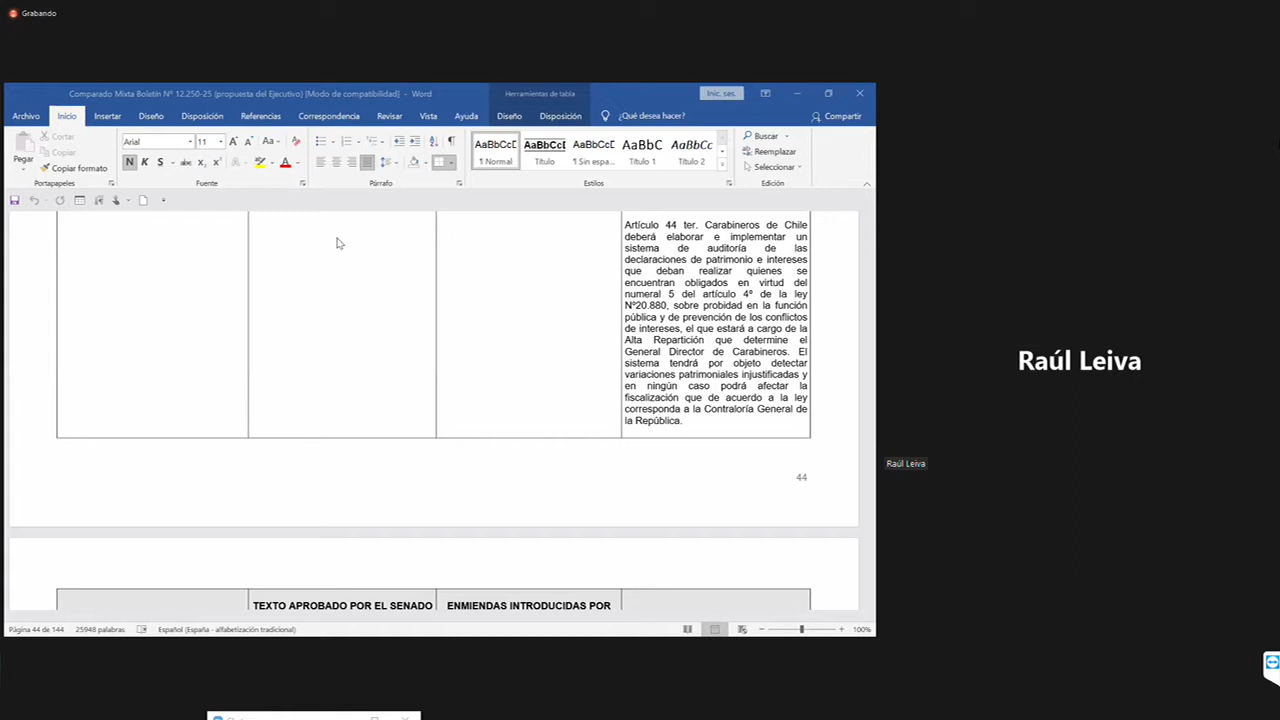 Grabando
Comparado Mixta Boletín Nº 12.250-25 (propuesta del Ejecutivo) [Modo de compatibilidad] - Word
Herramientas de tabla
Inic. ses.
Archivo Inicio Insertar Diseño Disposición Referencias Correspondencia Revisar Vista Ayuda Diseño Disposición ¿Qué desea hacer? Compartir
Pegar
Cortar
Copiar
Copiar formato
Portapapeles
Arial 11
N K S abc x₂ x²
Fuente
Párrafo
AaBbCcD AaBbCcD AaBbCcD AaBbC AaBbCc
¶ Normal Título ¶ Sin espa... Título 1 Título 2
Estilos
Buscar
Reemplazar
Seleccionar
Edición
Artículo 44 ter. Carabineros de Chile
deberá elaborar e implementar un
sistema de auditoría de las
declaraciones de patrimonio e intereses
que deban realizar quienes se
encuentran obligados en virtud del
numeral 5 del artículo 4º de la ley
Nº20.880, sobre probidad en la función
pública y de prevención de los conflictos
de intereses, el que estará a cargo de la
Alta Repartición que determine el
General Director de Carabineros. El
sistema tendrá por objeto detectar
variaciones patrimoniales injustificadas y
en ningún caso podrá afectar la
fiscalización que de acuerdo a la ley
corresponda a la Contraloría General de
la República.
44
TEXTO APROBADO POR EL SENADO
ENMIENDAS INTRODUCIDAS POR
Página 44 de 144 25948 palabras Español (España - alfabetización tradicional) 100%
Raúl Leiva
Raúl Leiva